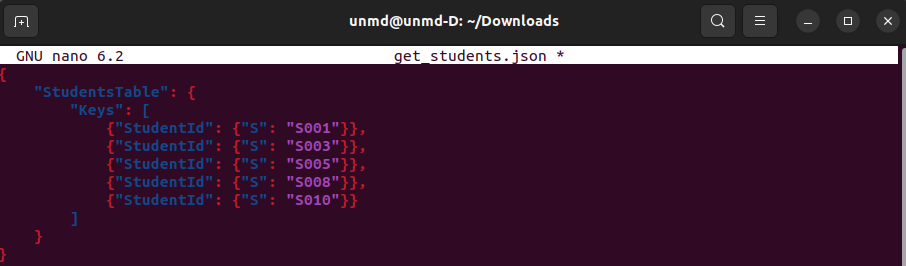 unmd@unmd-D: ~/Downloads
GNU nano 6.2 get_students.json *
{
    "StudentsTable": {
        "Keys": [
            {"StudentId": {"S": "S001"}},
            {"StudentId": {"S": "S003"}},
            {"StudentId": {"S": "S005"}},
            {"StudentId": {"S": "S008"}},
            {"StudentId": {"S": "S010"}}
        ]
    }
}